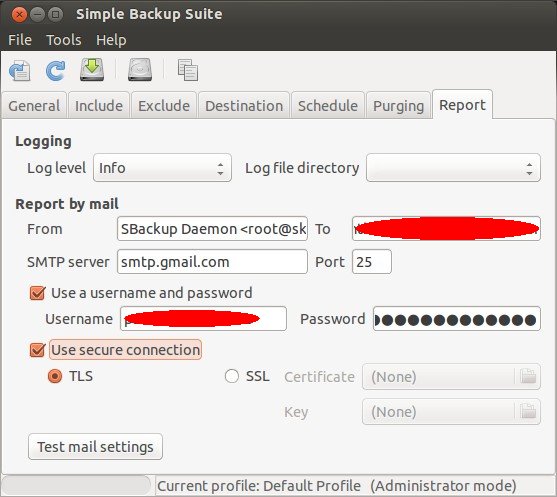 Simple Backup Suite
File Tools Help
General Include Exclude Destination Schedule Purging Report
Logging
Log level Info Log file directory
Report by mail
From SBackup Daemon <root@sk To
SMTP server smtp.gmail.com Port 25
Use a username and password
Username Password ●●●●●●●●●●●●●
Use secure connection
TLS SSL Certificate (None)
Key (None)
Test mail settings
Current profile: Default Profile (Administrator mode)